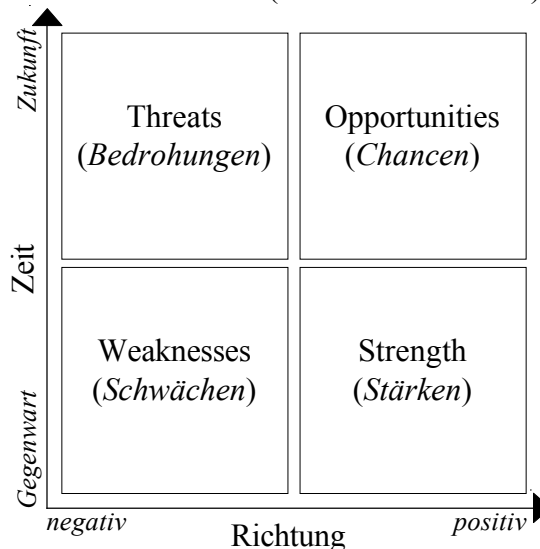 Zukunft
Threats
(Bedrohungen)
Opportunities
(Chancen)
Zeit
Weaknesses
(Schwächen)
Strength
(Stärken)
Gegenwart
negativ
Richtung
positiv